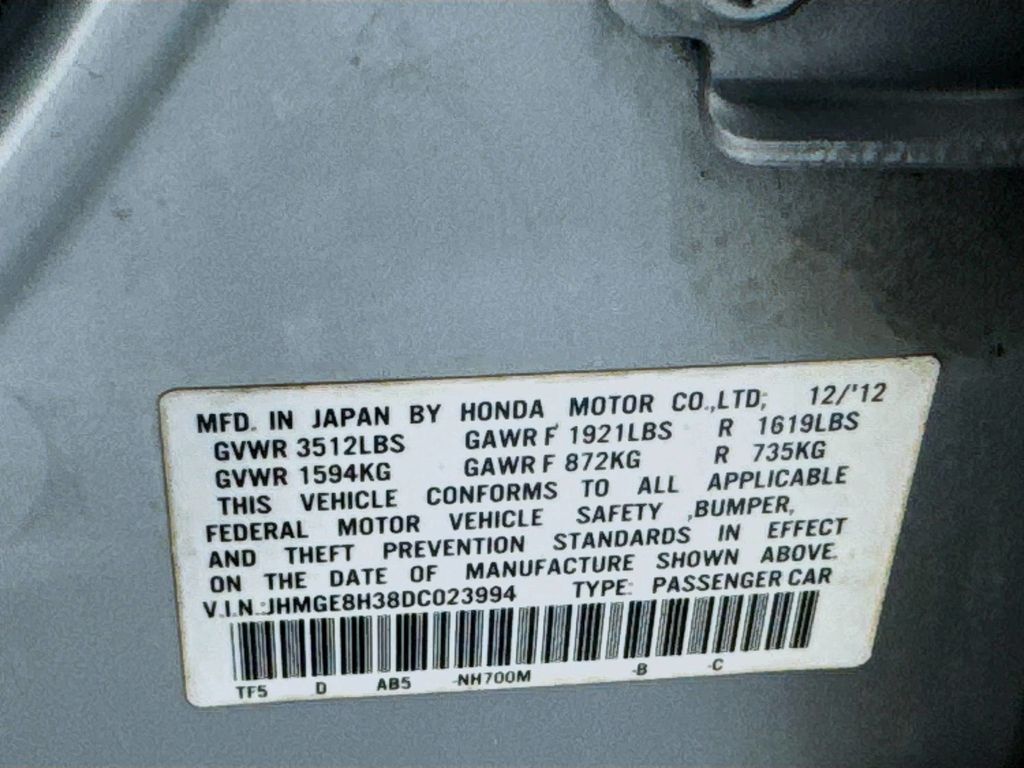 MFD. IN JAPAN BY HONDA MOTOR CO.,LTD; 12/'12
GVWR 3512LBS GAWR F 1921LBS R 1619LBS
GVWR 1594KG GAWR F 872KG R 735KG
THIS VEHICLE CONFORMS TO ALL APPLICABLE
FEDERAL MOTOR VEHICLE SAFETY ,BUMPER,
AND THEFT PREVENTION STANDARDS IN EFFECT
ON THE DATE OF MANUFACTURE SHOWN ABOVE.
V.I.N.:JHMGE8H38DC023994 TYPE: PASSENGER CAR
TF5 D AB5 -NH700M -B -C